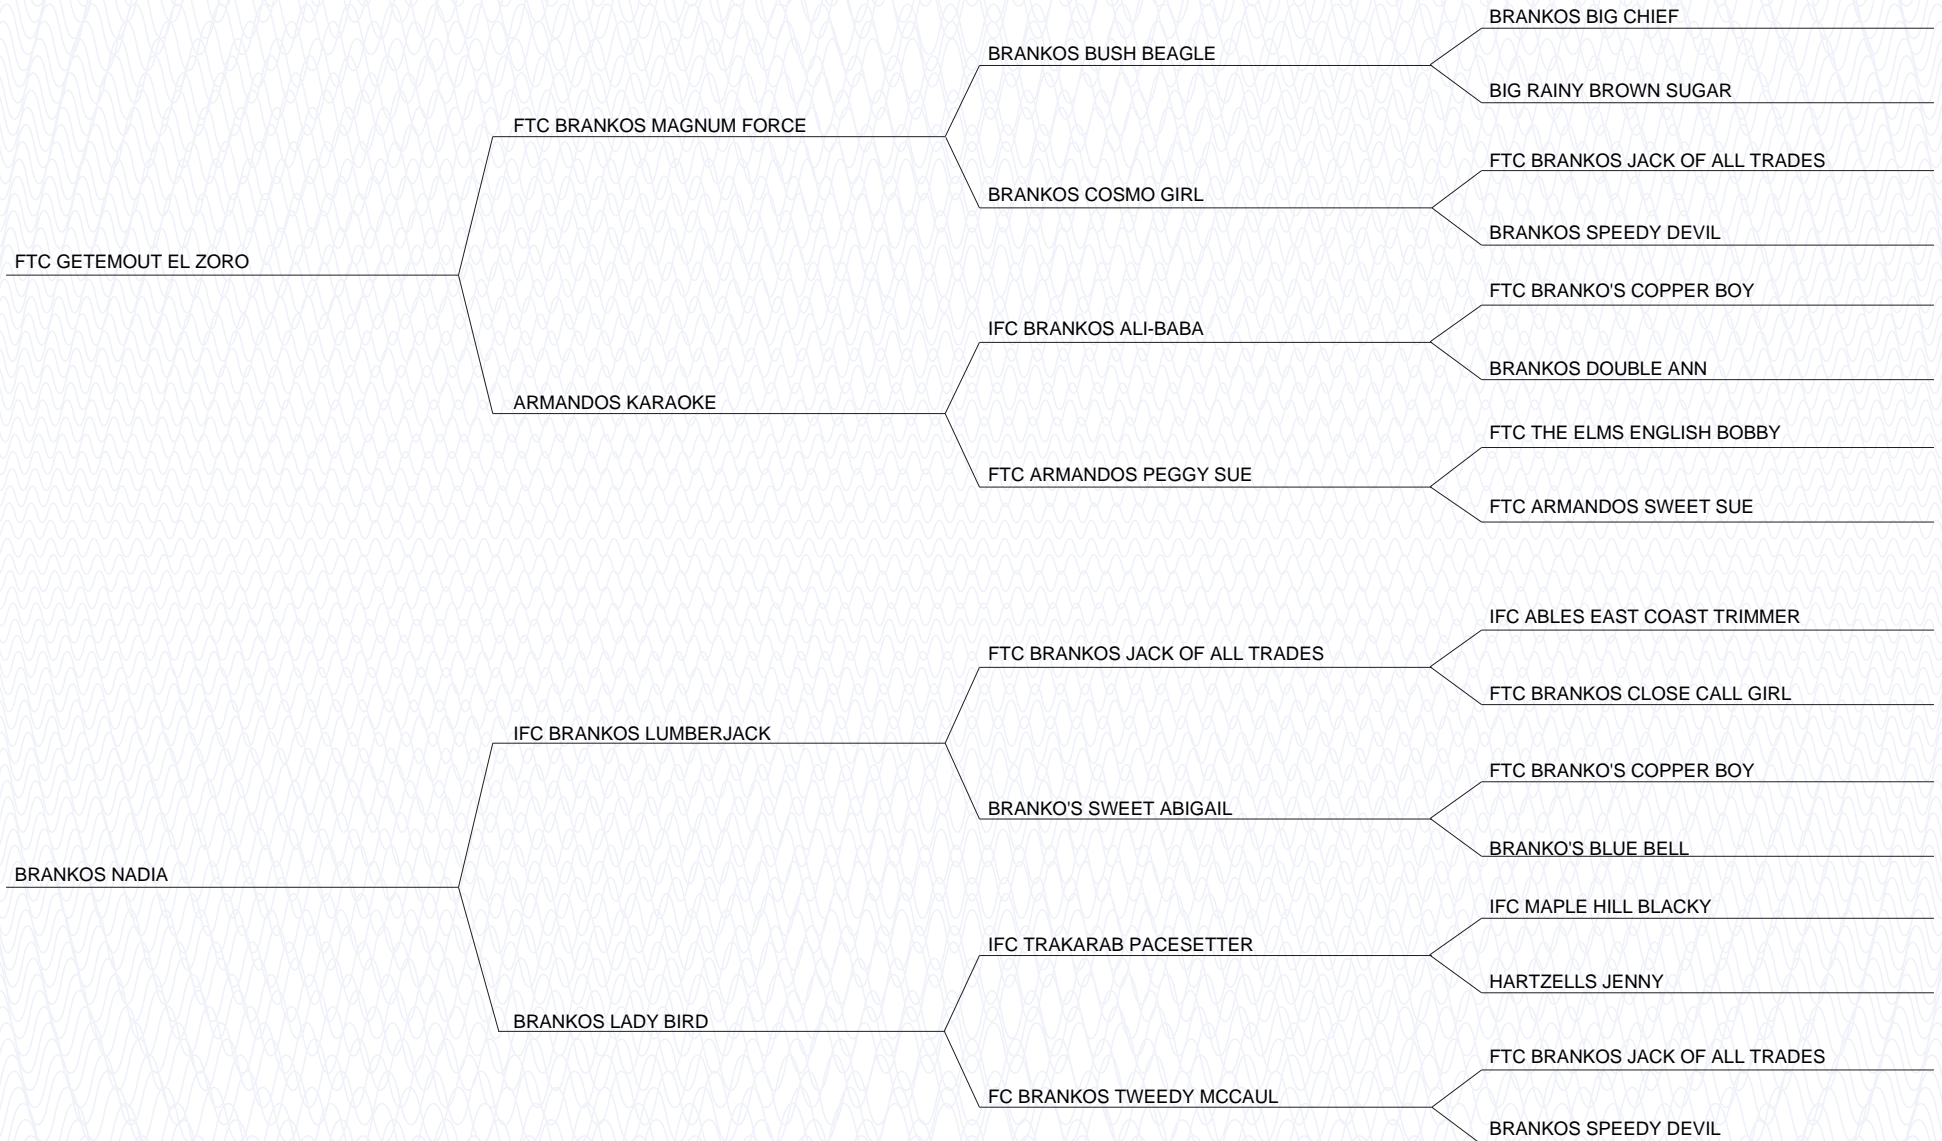 BRANKOS BIG CHIEF
BRANKOS BUSH BEAGLE
BIG RAINY BROWN SUGAR
FTC BRANKOS MAGNUM FORCE
FTC BRANKOS JACK OF ALL TRADES
BRANKOS COSMO GIRL
BRANKOS SPEEDY DEVIL
FTC GETEMOUT EL ZORO
FTC BRANKO'S COPPER BOY
IFC BRANKOS ALI-BABA
BRANKOS DOUBLE ANN
ARMANDOS KARAOKE
FTC THE ELMS ENGLISH BOBBY
FTC ARMANDOS PEGGY SUE
FTC ARMANDOS SWEET SUE
IFC ABLES EAST COAST TRIMMER
FTC BRANKOS JACK OF ALL TRADES
FTC BRANKOS CLOSE CALL GIRL
IFC BRANKOS LUMBERJACK
FTC BRANKO'S COPPER BOY
BRANKO'S SWEET ABIGAIL
BRANKO'S BLUE BELL
BRANKOS NADIA
IFC MAPLE HILL BLACKY
IFC TRAKARAB PACESETTER
HARTZELLS JENNY
BRANKOS LADY BIRD
FTC BRANKOS JACK OF ALL TRADES
FC BRANKOS TWEEDY MCCAUL
BRANKOS SPEEDY DEVIL